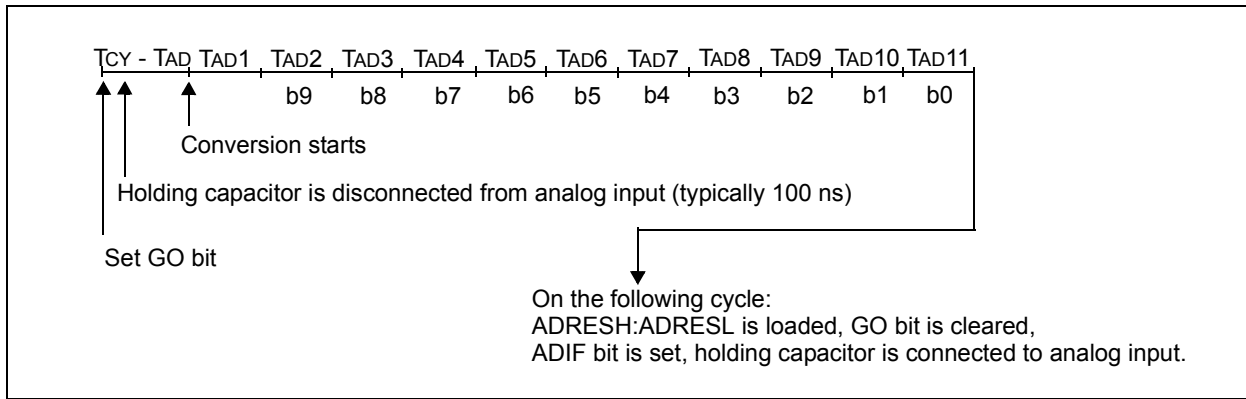 TCY - TAD TAD1 TAD2 TAD3 TAD4 TAD5 TAD6 TAD7 TAD8 TAD9 TAD10 TAD11
b9 b8 b7 b6 b5 b4 b3 b2 b1 b0
Conversion starts
Holding capacitor is disconnected from analog input (typically 100 ns)
Set GO bit
On the following cycle:
ADRESH:ADRESL is loaded, GO bit is cleared,
ADIF bit is set, holding capacitor is connected to analog input.